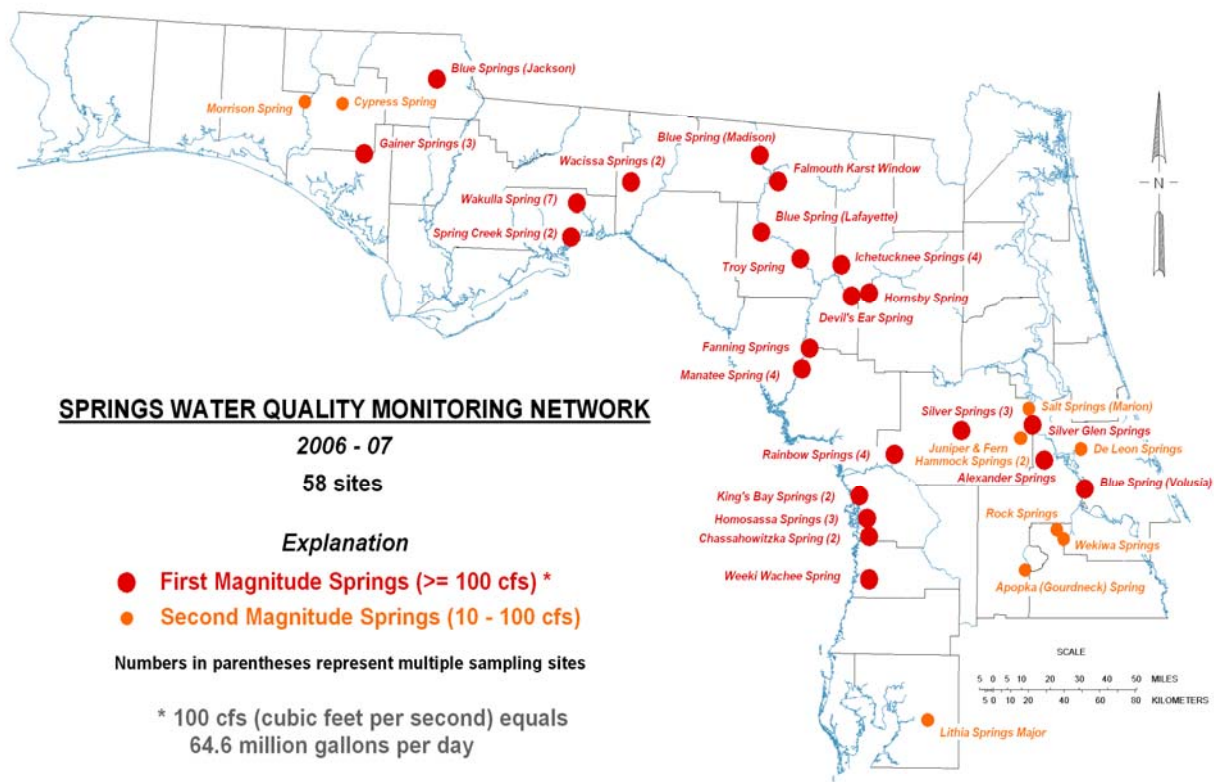 Blue Springs (Jackson)
Morrison Spring
Cypress Spring
Gainer Springs (3)
Wacissa Springs (2)
Blue Spring (Madison)
Falmouth Karst Window
Wakulla Spring (7)
Spring Creek Spring (2)
Blue Spring (Lafayette)
Troy Spring
Ichetucknee Springs (4)
Hornsby Spring
Devil's Ear Spring
Fanning Springs
Manatee Spring (4)
N
SPRINGS WATER QUALITY MONITORING NETWORK
2006 - 07
58 sites
Explanation
First Magnitude Springs (>= 100 cfs) *
Second Magnitude Springs (10 - 100 cfs)
Numbers in parentheses represent multiple sampling sites
* 100 cfs (cubic feet per second) equals
64.6 million gallons per day
Silver Springs (3)
Salt Springs (Marion)
Silver Glen Springs
Juniper & Fern
Hammock Springs (2)
De Leon Springs
Rainbow Springs (4)
Alexander Springs
Blue Spring (Volusia)
King's Bay Springs (2)
Homosassa Springs (3)
Chassahowitzka Spring (2)
Rock Springs
Wekiwa Springs
Weeki Wachee Spring
Apopka (Gourdneck) Spring
Lithia Springs Major
SCALE
5 0 5 10 20 30 40 50 MILES
5 0 10 20 40 60 80 KILOMETERS